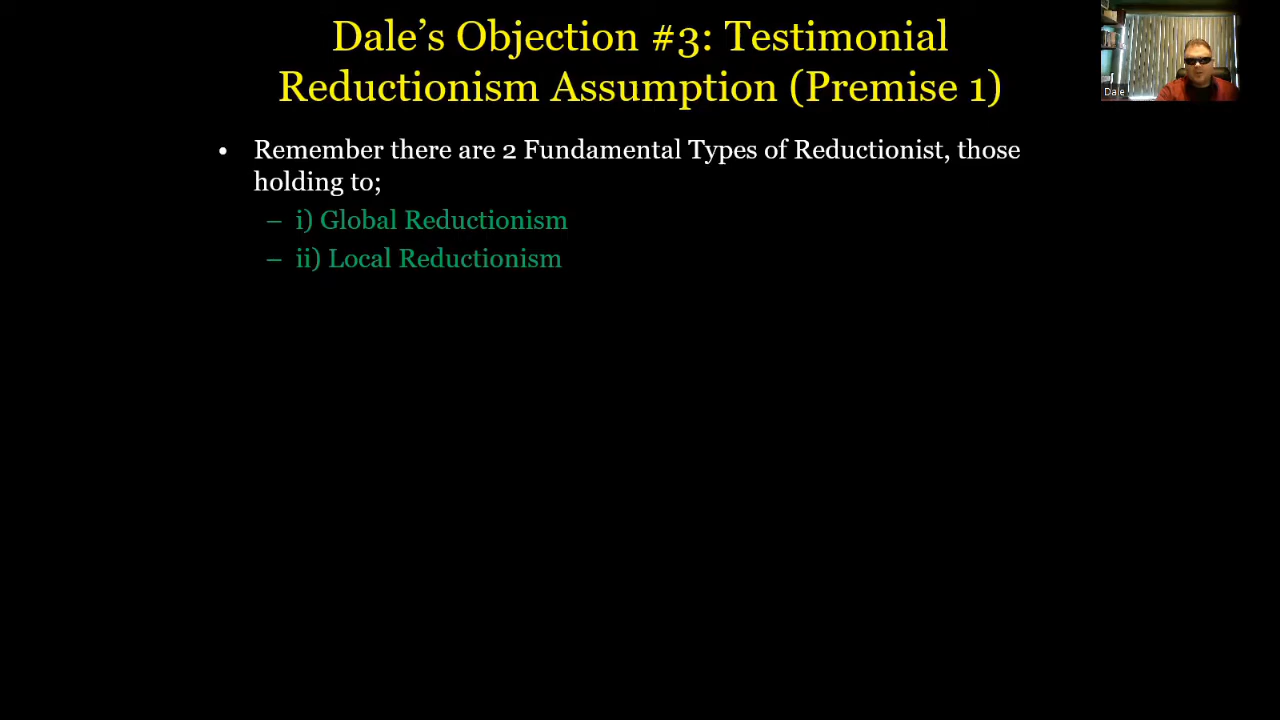 Dale’s Objection #3: Testimonial
Reductionism Assumption (Premise 1)
Dale
• Remember there are 2 Fundamental Types of Reductionist, those
holding to;
– i) Global Reductionism
– ii) Local Reductionism